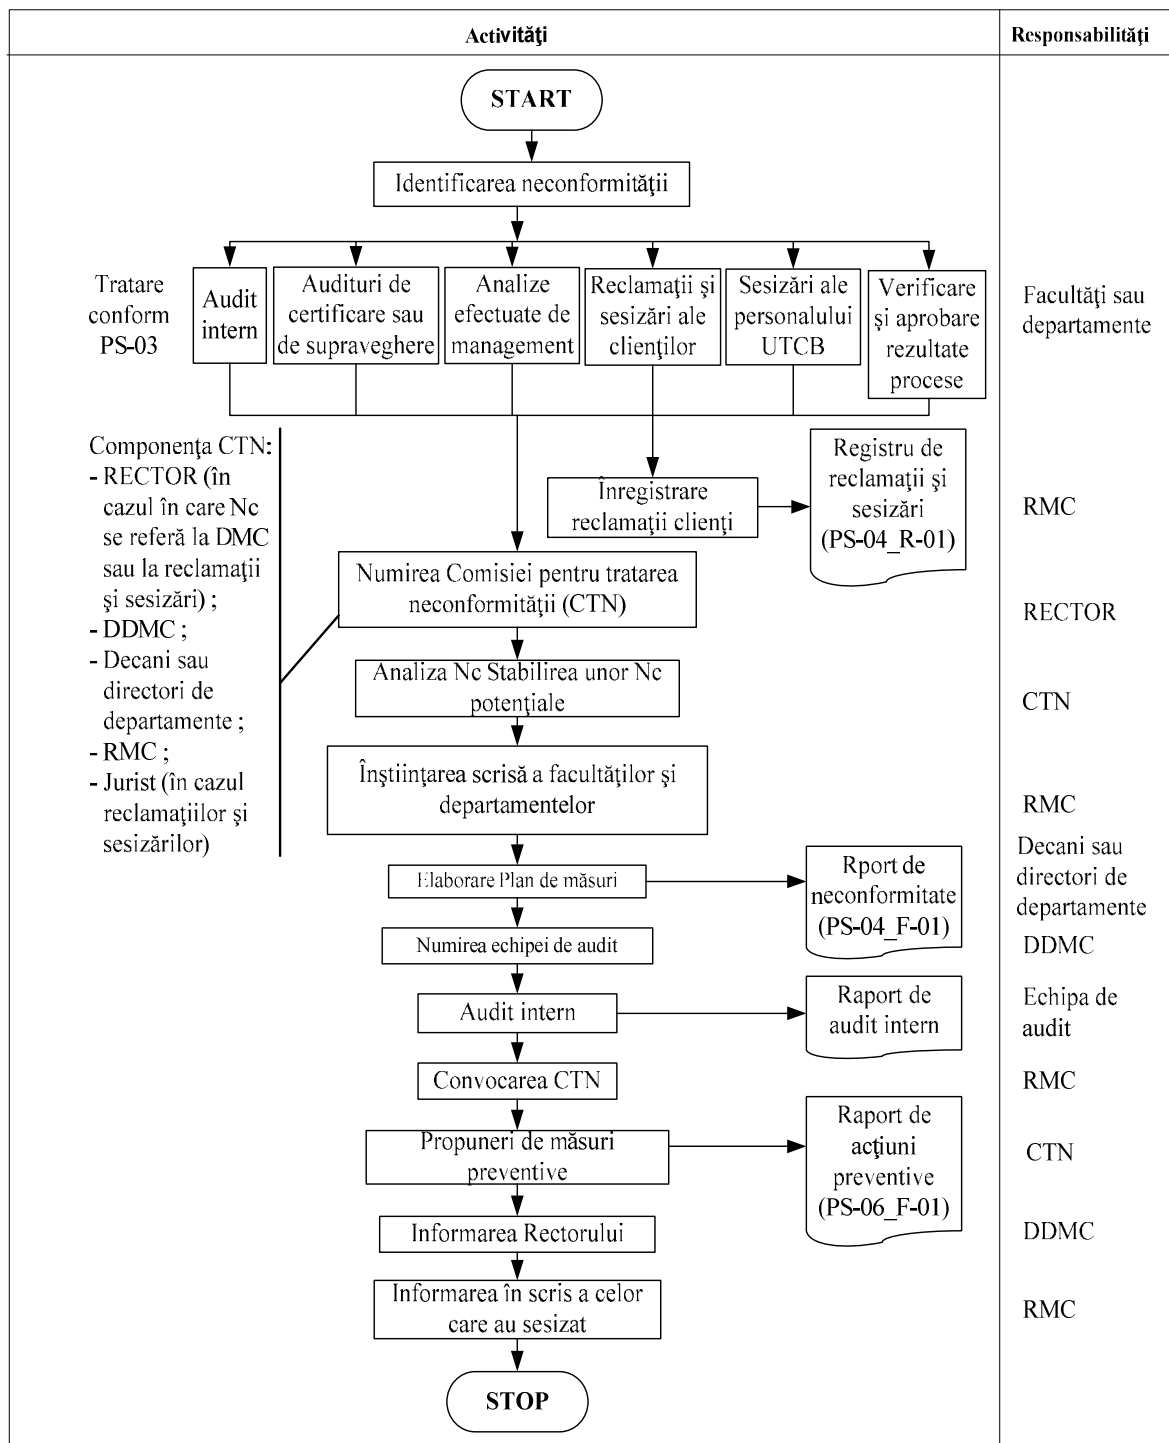 Activităţi
Responsabilităţi
START
Identificarea neconformităţii
Tratare
conform
PS-03
Audit
intern
Audituri de
certificare sau
de supraveghere
Analize
efectuate de
management
Reclamaţii şi
sesizări ale
clienţilor
Sesizări ale
personalului
UTCB
Verificare
şi aprobare
rezultate
procese
Facultăţi sau
departamente
Componenţa CTN:
- RECTOR (în
cazul în care Nc
se referă la DMC
sau la reclamaţii
şi sesizări) ;
- DDMC ;
- Decani sau
directori de
departamente ;
- RMC ;
- Jurist (în cazul
reclamaţiilor şi
sesizărilor)
Înregistrare
reclamaţii clienţi
Registru de
reclamaţii şi
sesizări
(PS-04_R-01)
RMC
Numirea Comisiei pentru tratarea
neconformităţii (CTN)
RECTOR
Analiza Nc Stabilirea unor Nc
potenţiale
CTN
Înştiinţarea scrisă a facultăţilor şi
departamentelor
RMC
Elaborare Plan de măsuri
Rport de
neconformitate
(PS-04_F-01)
Decani sau
directori de
departamente
Numirea echipei de audit
DDMC
Audit intern
Raport de
audit intern
Echipa de
audit
Convocarea CTN
RMC
Propuneri de măsuri
preventive
Raport de
acţiuni
preventive
(PS-06_F-01)
CTN
Informarea Rectorului
DDMC
Informarea în scris a celor
care au sesizat
RMC
STOP